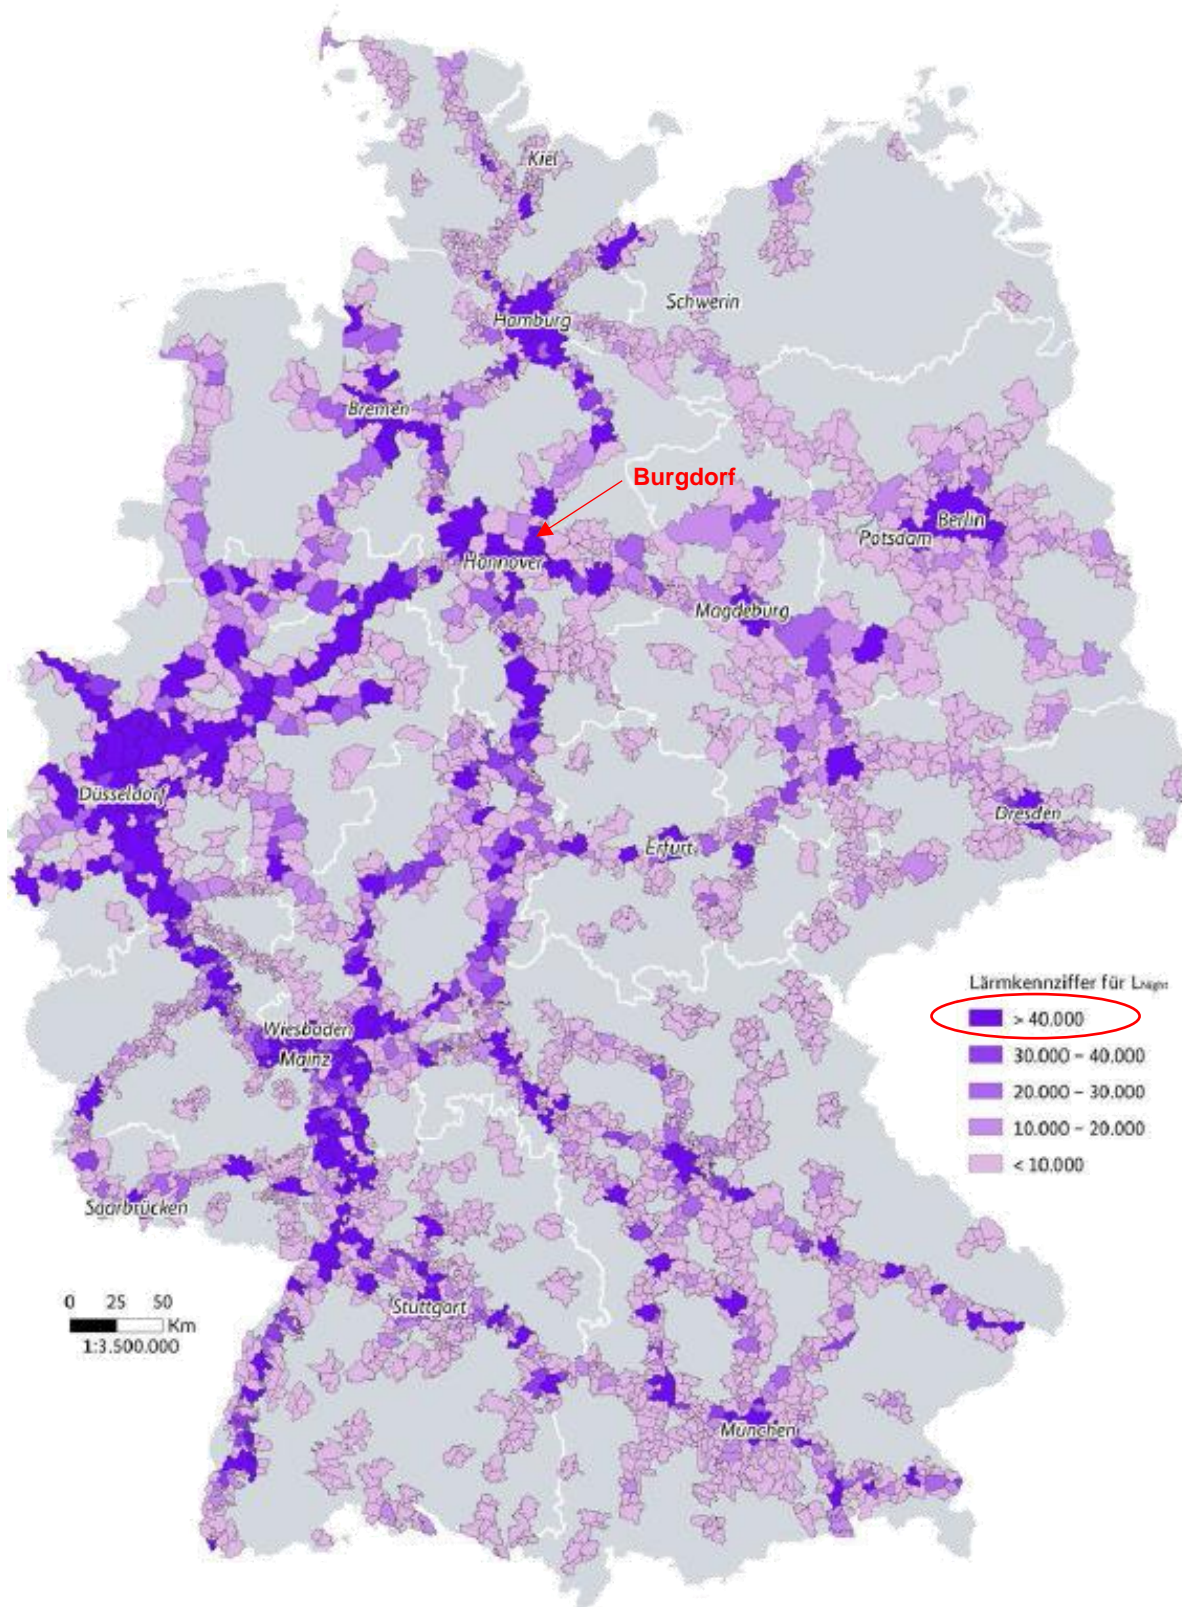 Kiel
Schwerin
Hamburg
Bremen
Burgdorf
Berlin
Potsdam
Hannover
Magdeburg
Düsseldorf
Dresden
Erfurt
Lärmkennziffer für LNight
> 40.000
Wiesbaden
30.000 – 40.000
Mainz
20.000 – 30.000
10.000 – 20.000
< 10.000
Saarbrücken
0 25 50
Km
Stuttgart
1:3.500.000
München